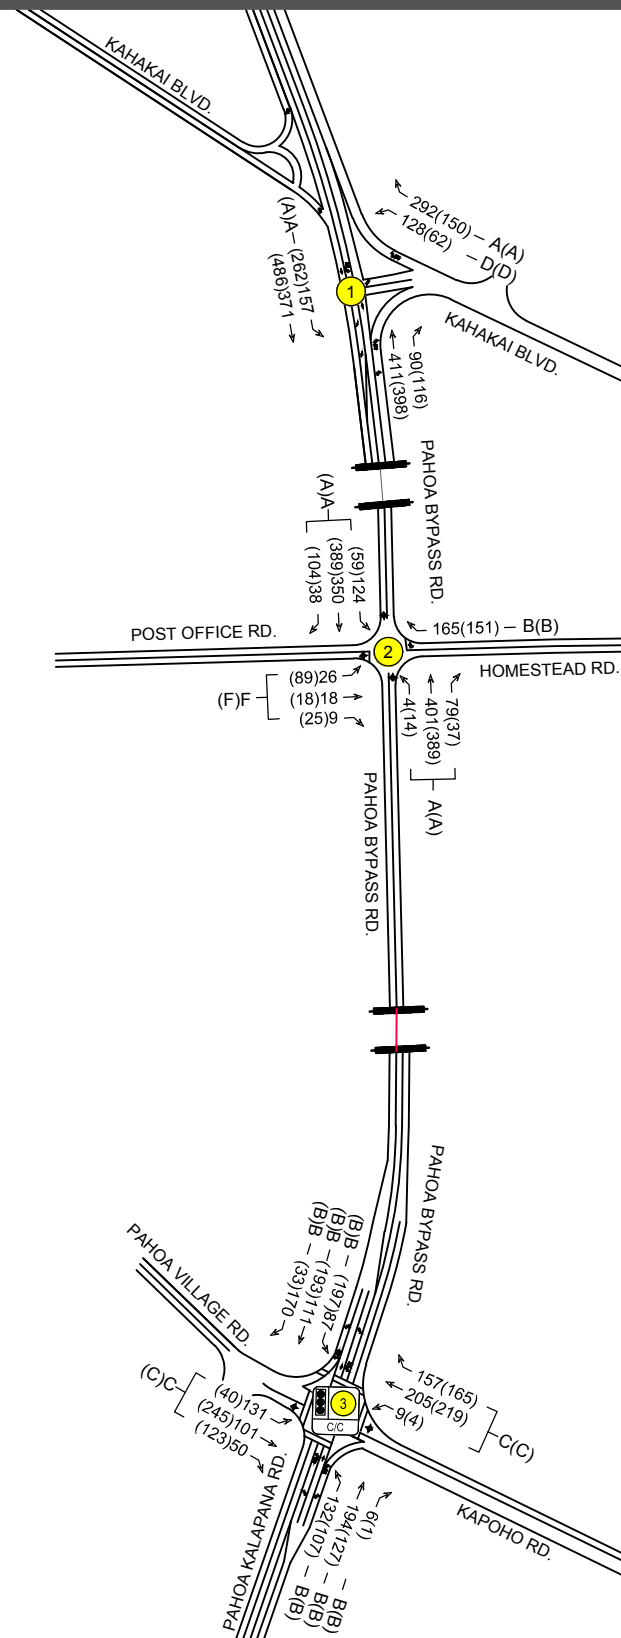 KAHAKAI BLVD.
292(150) – A(A)
128(62) – D(D)
(A)A – (262)157
(486)371
1
KAHAKAI BLVD.
90(116)
411(398)
PAHOA BYPASS RD.
(A)A
(59)124
(389)350
(104)38
165(151) – B(B)
POST OFFICE RD.
2
HOMESTEAD RD.
(F)F
(89)26
(18)18
(25)9
79(37)
401(389)
4(14)
A(A)
PAHOA BYPASS RD.
PAHOA BYPASS RD.
(B)B – (197)87
(B)B – (193)111
(B)B – (33)170
PAHOA VILLAGE RD.
157(165)
205(219)
9(4)
C(C)
(C)C
(40)131
(245)101
(123)50
3
C/C
KAPOHO RD.
6(1) – B(B)
194(127) – B(B)
132(107) – B(B)
PAHOA KALAPANA RD.